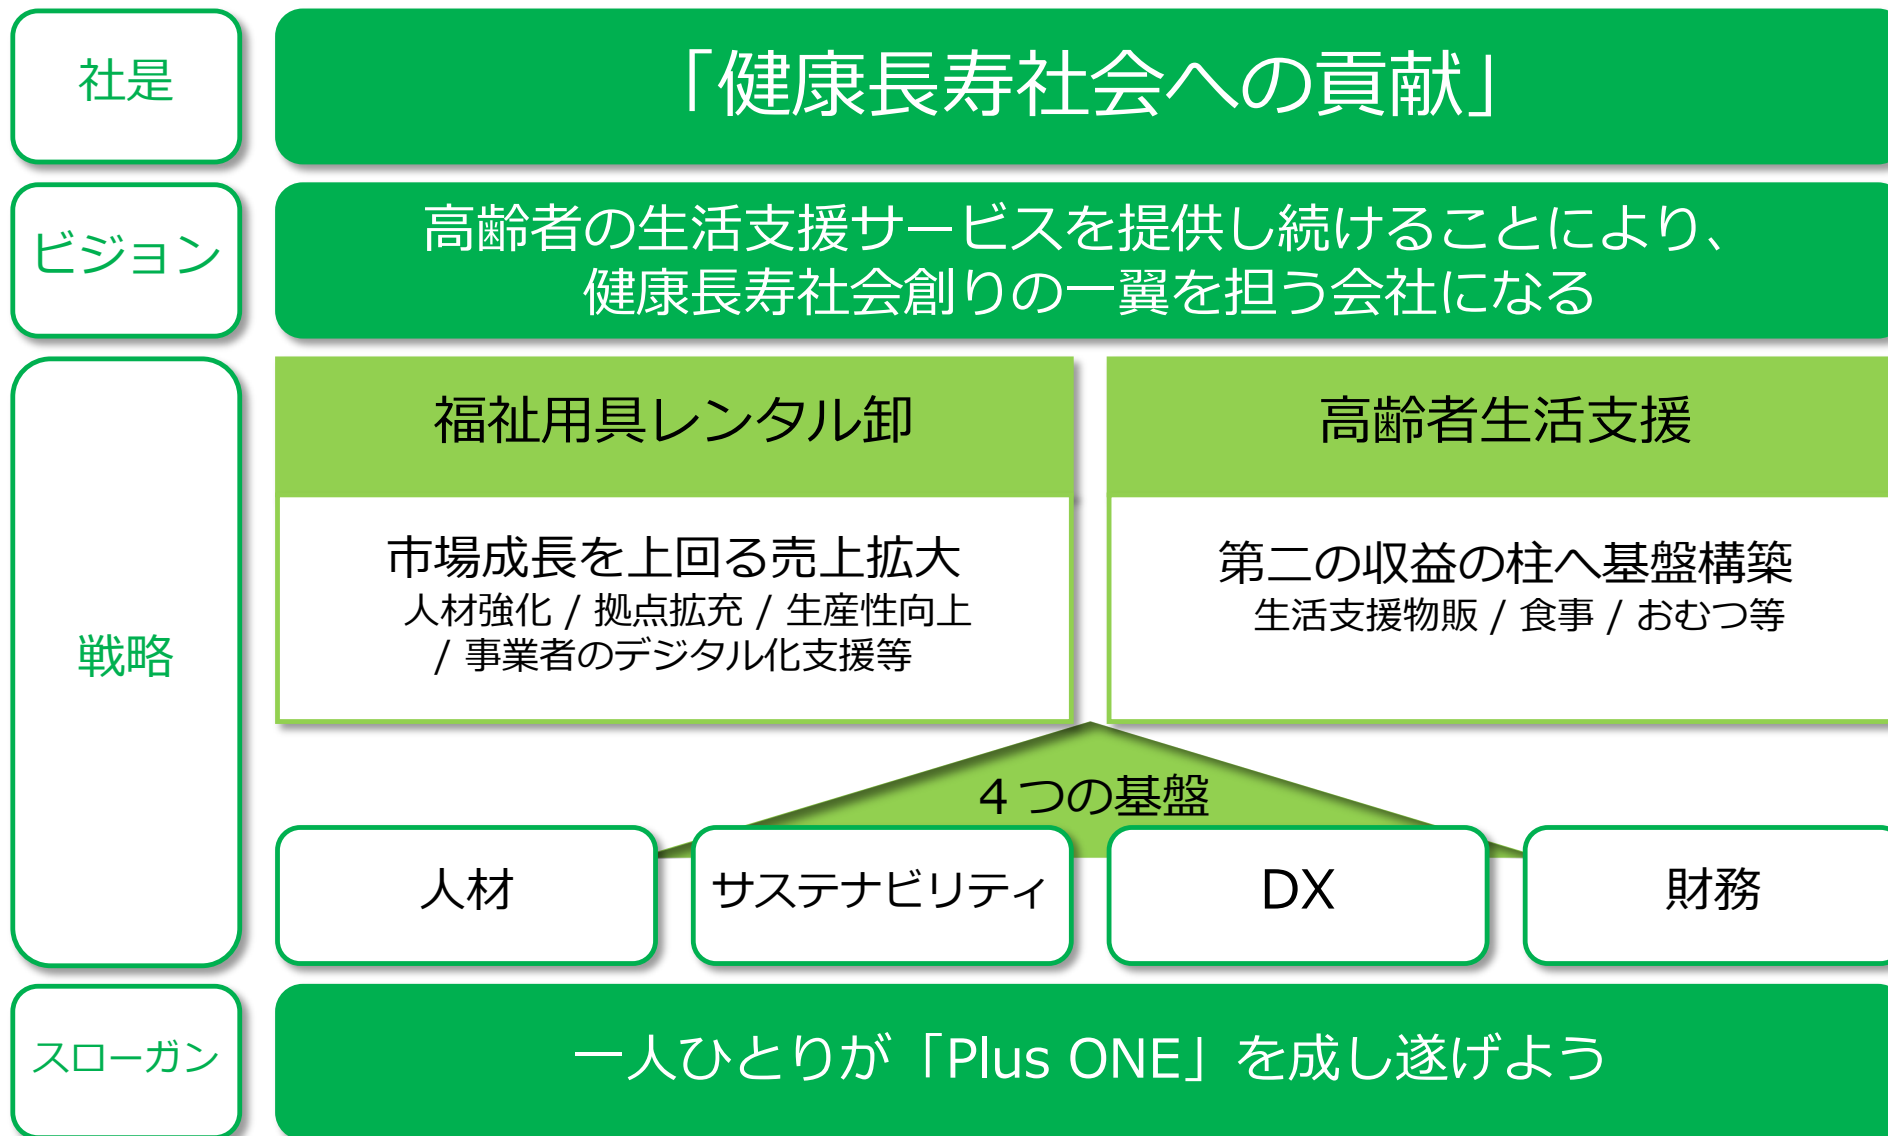 社是
「健康長寿社会への貢献」
ビジョン
高齢者の生活支援サービスを提供し続けることにより、
健康長寿社会創りの一翼を担う会社になる
戦略
福祉用具レンタル卸
市場成長を上回る売上拡大
人材強化 / 拠点拡充 / 生産性向上
/ 事業者のデジタル化支援等
高齢者生活支援
第二の収益の柱へ基盤構築
生活支援物販 / 食事 / おむつ等
４つの基盤
人材
サステナビリティ
DX
財務
スローガン
一人ひとりが「Plus ONE」を成し遂げよう